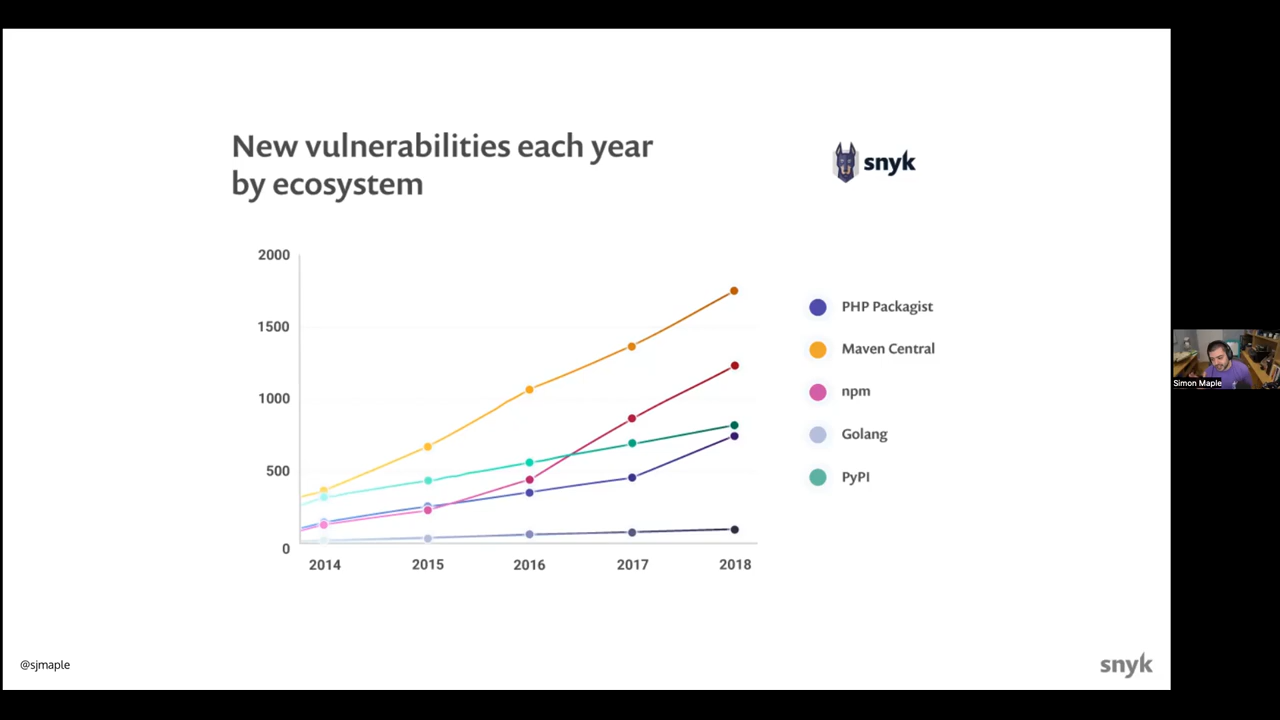 New vulnerabilities each year
by ecosystem
snyk
2000
1500
1000
500
0
2014 2015 2016 2017 2018
PHP Packagist
Maven Central
npm
Golang
PyPI
Simon Maple
@sjmaple
snyk